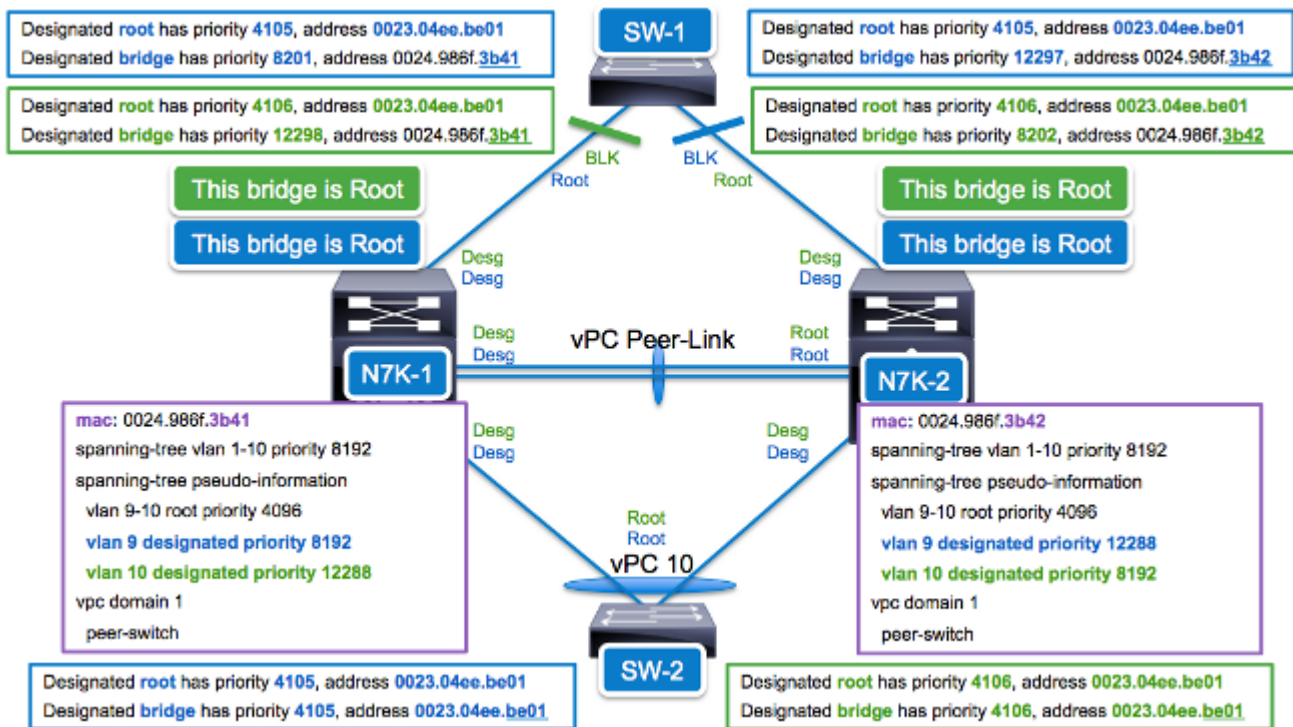 Designated root has priority 4105, address 0023.04ee.be01
Designated bridge has priority 8201, address 0024.986f.3b41
SW-1
Designated root has priority 4105, address 0023.04ee.be01
Designated bridge has priority 12297, address 0024.986f.3b42
Designated root has priority 4106, address 0023.04ee.be01
Designated bridge has priority 12298, address 0024.986f.3b41
Designated root has priority 4106, address 0023.04ee.be01
Designated bridge has priority 8202, address 0024.986f.3b42
BLK
Root
BLK
Root
This bridge is Root
This bridge is Root
This bridge is Root
This bridge is Root
Desg
Desg
Desg
Desg
Desg
Desg
vPC Peer-Link
Root
Root
N7K-1
N7K-2
mac: 0024.986f.3b41
spanning-tree vlan 1-10 priority 8192
spanning-tree pseudo-information
vlan 9-10 root priority 4096
vlan 9 designated priority 8192
vlan 10 designated priority 12288
vpc domain 1
peer-switch
Desg
Desg
Desg
Desg
mac: 0024.986f.3b42
spanning-tree vlan 1-10 priority 8192
spanning-tree pseudo-information
vlan 9-10 root priority 4096
vlan 9 designated priority 12288
vlan 10 designated priority 8192
vpc domain 1
peer-switch
Root
Root
vPC 10
SW-2
Designated root has priority 4105, address 0023.04ee.be01
Designated bridge has priority 4105, address 0023.04ee.be01
Designated root has priority 4106, address 0023.04ee.be01
Designated bridge has priority 4106, address 0023.04ee.be01